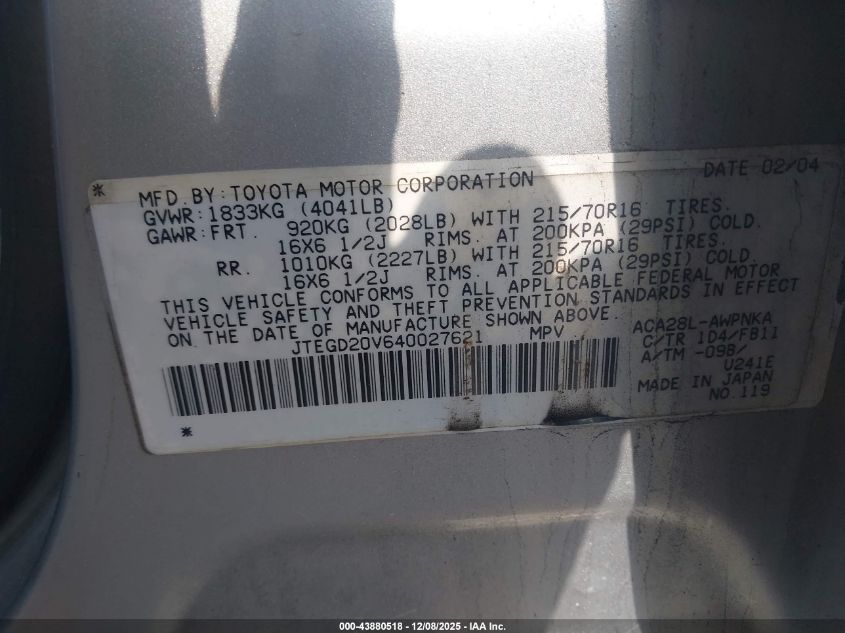 DATE 02/04
MFD.BY:TOYOTA MOTOR CORPORATION
GVWR:1833KG (4041LB)
GAWR:FRT. 920KG (2028LB) WITH 215/70R16 TIRES.
16X6 1/2J RIMS. AT 200KPA (29PSI) COLD.
RR. 1010KG (2227LB) WITH 215/70R16 TIRES.
16X6 1/2J RIMS. AT 200KPA (29PSI) COLD.
THIS VEHICLE CONFORMS TO ALL APPLICABLE FEDERAL MOTOR
VEHICLE SAFETY AND THEFT PREVENTION STANDARDS IN EFFECT
ON THE DATE OF MANUFACTURE SHOWN ABOVE.
JTEGD20V640027621 MPV
ACA28L-AWPNKA
C/TR 1D4/FB11
A/TM -09B/
U241E
MADE IN JAPAN
NO.119
000-43880518 - 12/08/2025 - IAA Inc.